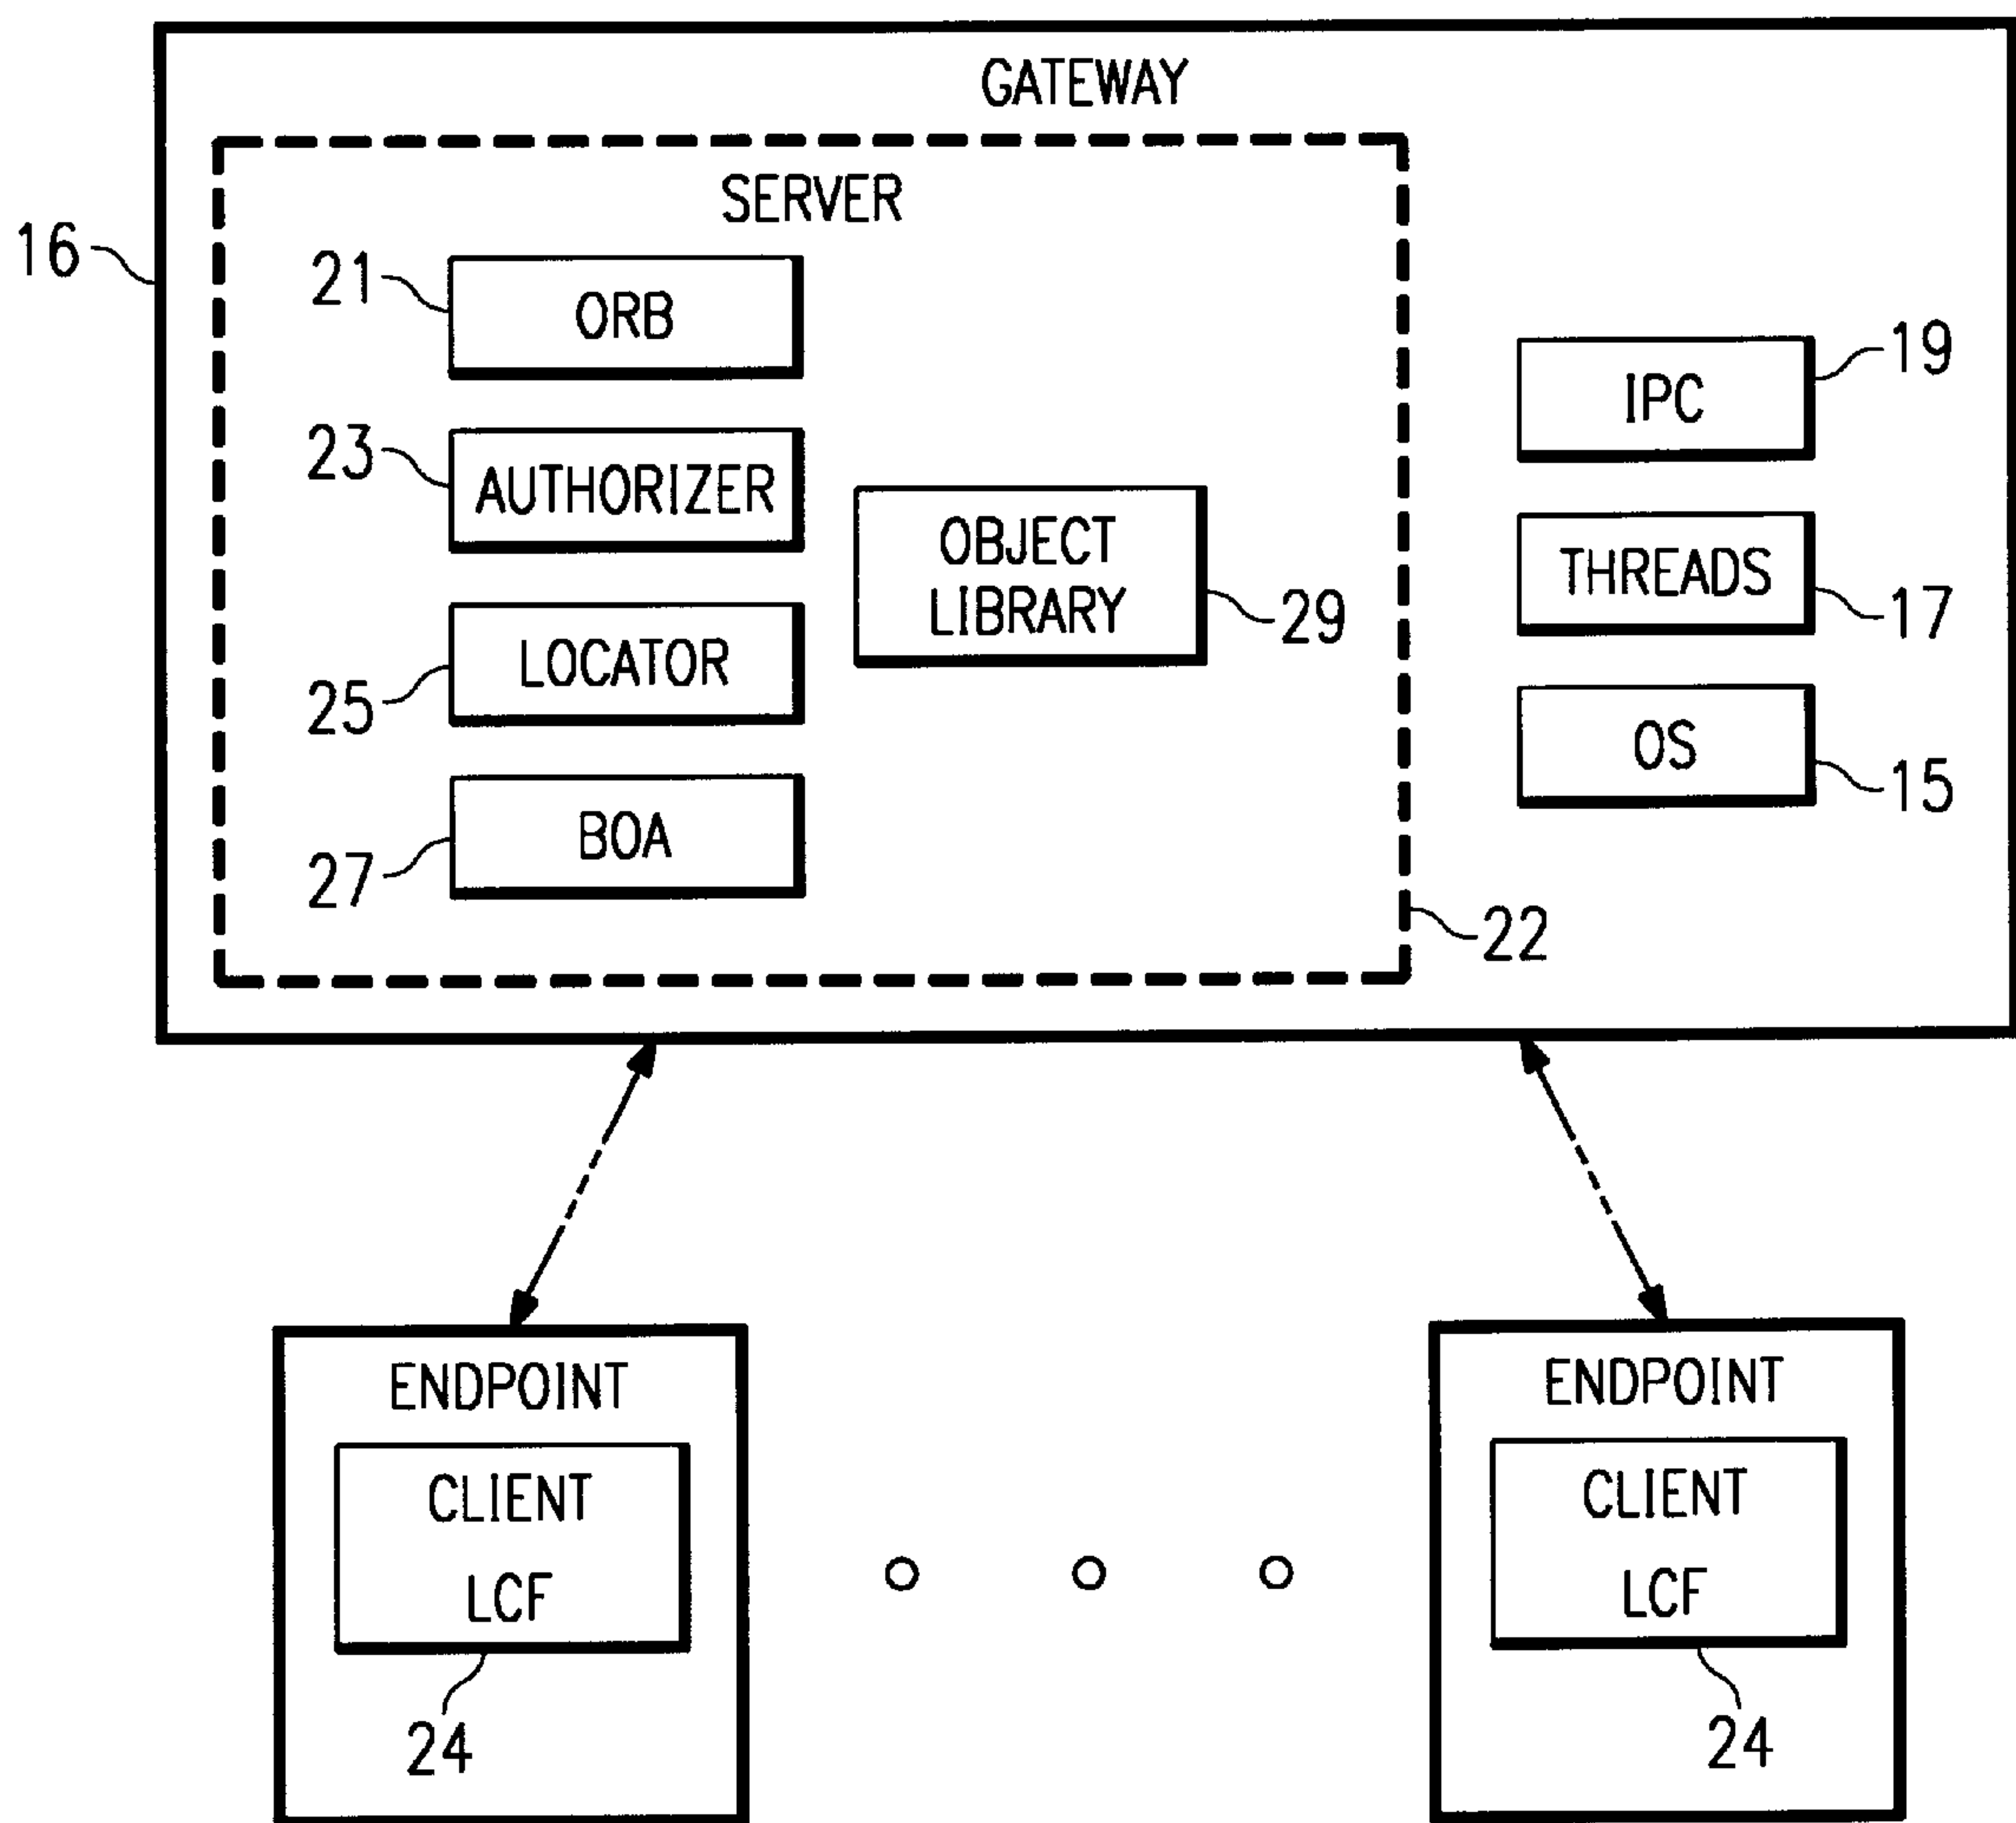 GATEWAY
SERVER
16
21
ORB
IPC
19
23
AUTHORIZER
OBJECT
LIBRARY
29
THREADS
17
25
LOCATOR
OS
15
27
BOA
22
ENDPOINT
CLIENT
LCF
24
ENDPOINT
CLIENT
LCF
24